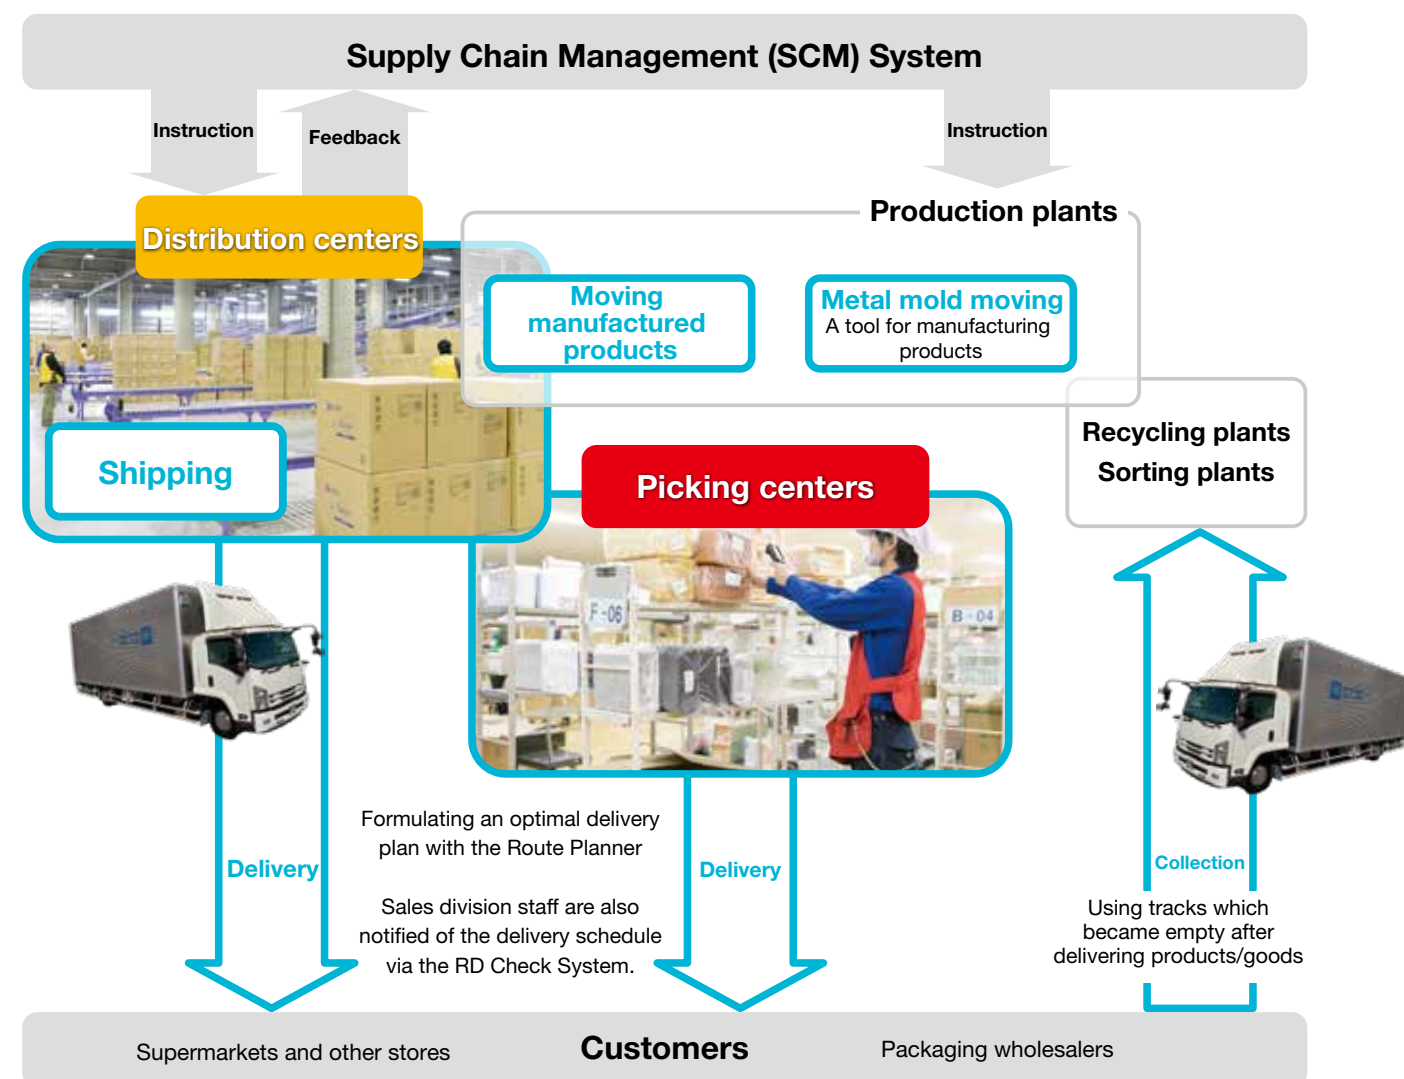 Supply Chain Management (SCM) System
Instruction
Feedback
Instruction
Distribution centers
Production plants
Moving
manufactured
products
Metal mold moving
A tool for manufacturing
products
Shipping
Recycling plants
Sorting plants
Picking centers
F-06
B-04
Formulating an optimal delivery
plan with the Route Planner
Delivery
Delivery
Collection
Sales division staff are also
notified of the delivery schedule
via the RD Check System.
Using tracks which
became empty after
delivering products/goods
Supermarkets and other stores
Customers
Packaging wholesalers